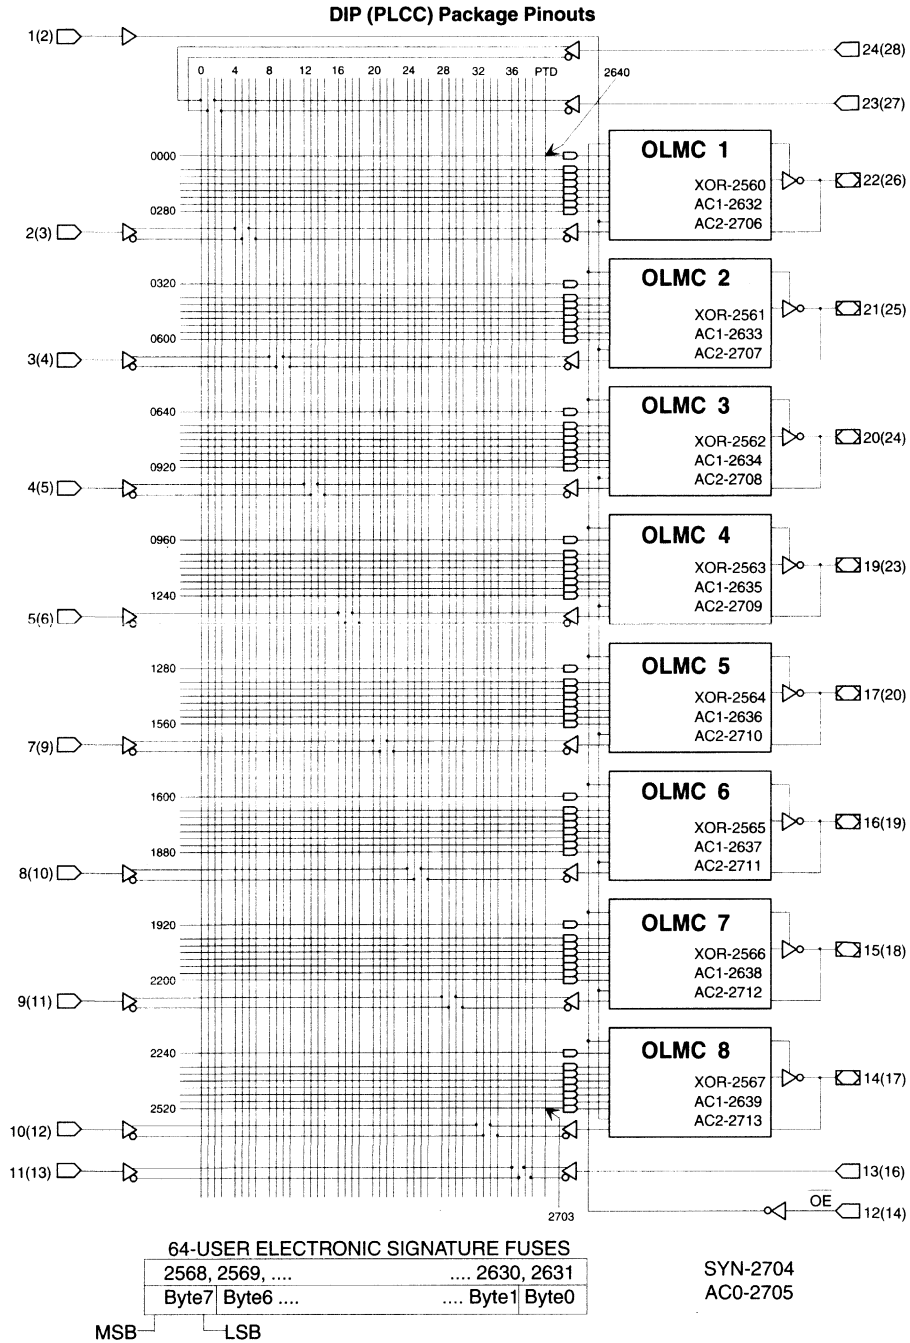 DIP (PLCC) Package Pinouts
1(2)
24(28)
0 4 8 12 16 20 24 28 32 36 PTD
2640
23(27)
0000
0280
OLMC 1
XOR-2560
AC1-2632
AC2-2706
22(26)
2(3)
0320
0600
OLMC 2
XOR-2561
AC1-2633
AC2-2707
21(25)
3(4)
0640
0920
OLMC 3
XOR-2562
AC1-2634
AC2-2708
20(24)
4(5)
0960
1240
OLMC 4
XOR-2563
AC1-2635
AC2-2709
19(23)
5(6)
1280
1560
OLMC 5
XOR-2564
AC1-2636
AC2-2710
17(20)
7(9)
1600
1880
OLMC 6
XOR-2565
AC1-2637
AC2-2711
16(19)
8(10)
1920
2200
OLMC 7
XOR-2566
AC1-2638
AC2-2712
15(18)
9(11)
2240
2520
OLMC 8
XOR-2567
AC1-2639
AC2-2713
14(17)
10(12)
11(13)
13(16)
OE
12(14)
2703
64-USER ELECTRONIC SIGNATURE FUSES
2568, 2569, .... .... 2630, 2631
Byte7 Byte6 .... .... Byte1 Byte0
MSB LSB
SYN-2704
AC0-2705